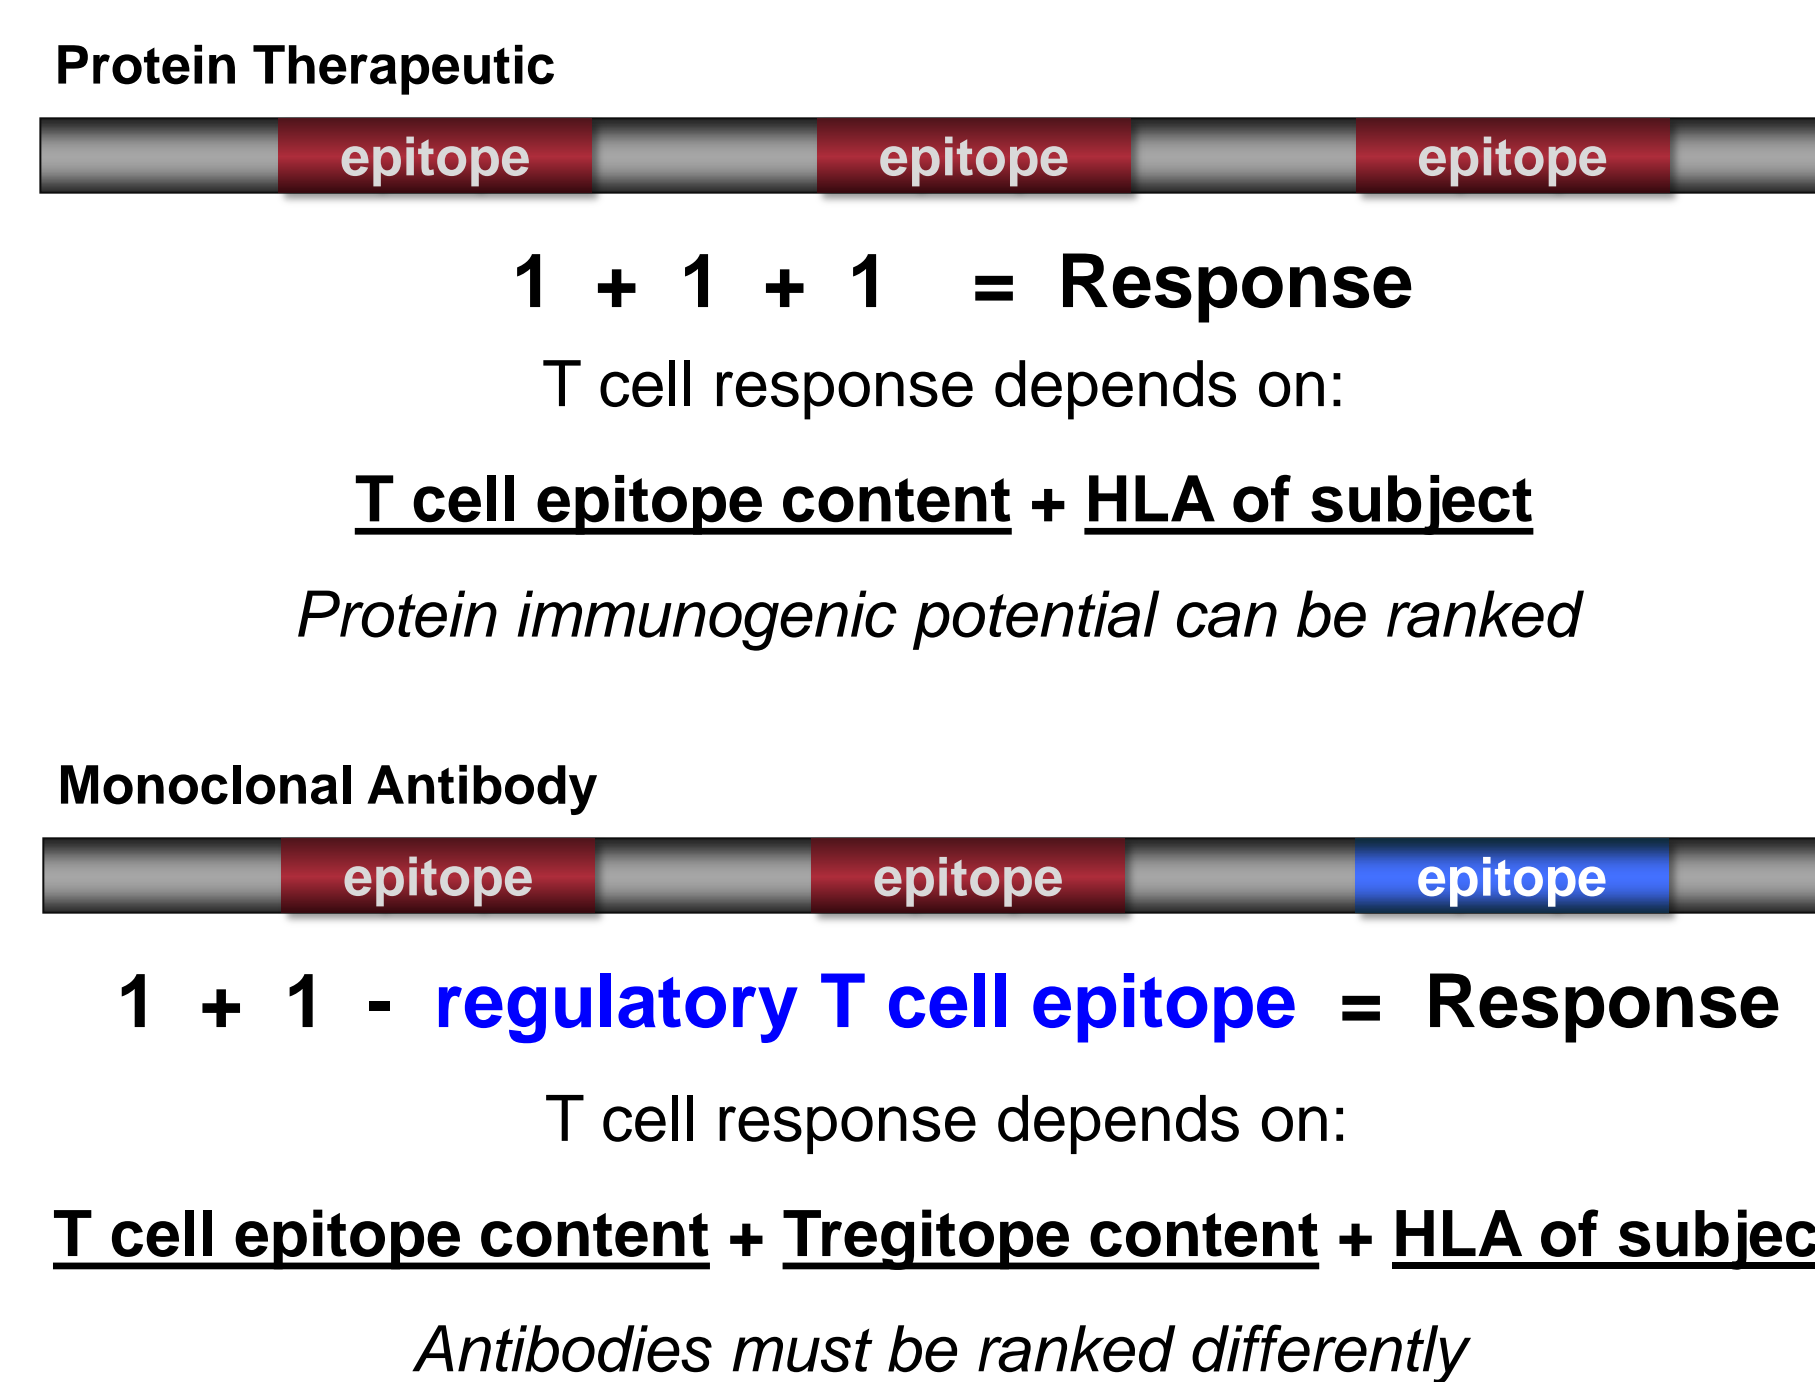 Protein Therapeutic
epitope epitope epitope
1 + 1 + 1 = Response
T cell response depends on:
T cell epitope content + HLA of subject
Protein immunogenic potential can be ranked
Monoclonal Antibody
epitope epitope epitope
1 + 1 - regulatory T cell epitope = Response
T cell response depends on:
T cell epitope content + Tregitope content + HLA of subjec
Antibodies must be ranked differently